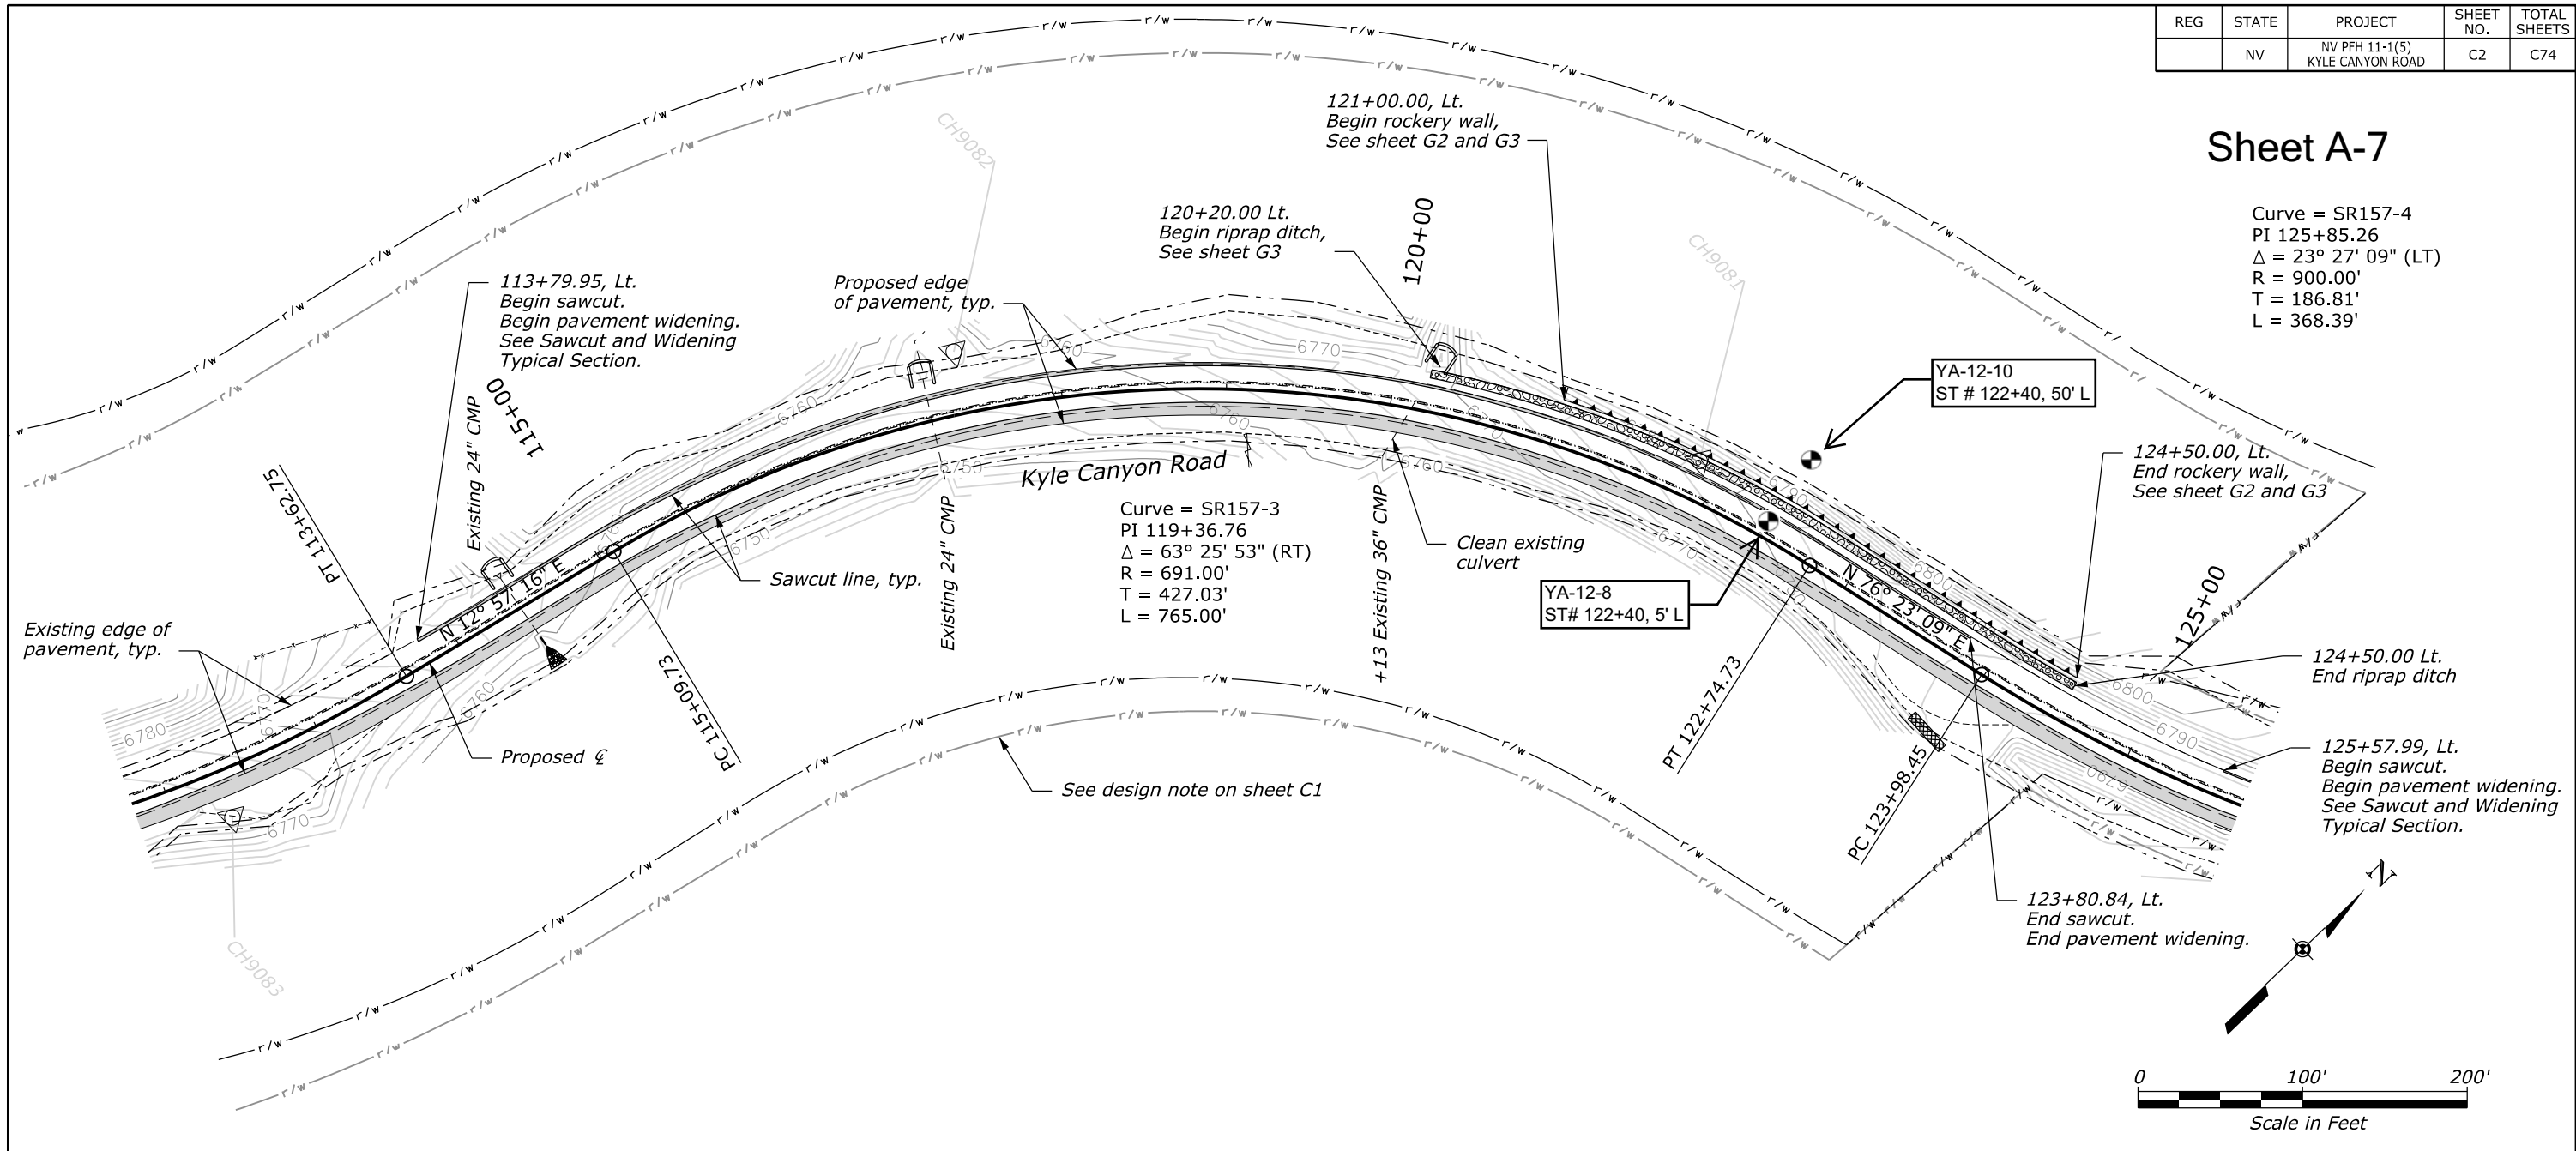 REG STATE PROJECT SHEET NO. TOTAL SHEETS
NV NV PFH 11-1(5) KYLE CANYON ROAD C2 C74
Sheet A-7
Curve = SR157-4
PI 125+85.26
Δ = 23° 27' 09" (LT)
R = 900.00'
T = 186.81'
L = 368.39'
121+00.00, Lt.
Begin rockery wall,
See sheet G2 and G3
120+20.00 Lt.
Begin riprap ditch,
See sheet G3
120+00
CH9082
CH9081
113+79.95, Lt.
Begin sawcut.
Begin pavement widening.
See Sawcut and Widening
Typical Section.
Proposed edge
of pavement, typ.
115+00
Existing 24" CMP
PT 113+62.75
N 12° 57' 16" E
YA-12-10
ST # 122+40, 50' L
124+50.00, Lt.
End rockery wall,
See sheet G2 and G3
Kyle Canyon Road
Curve = SR157-3
PI 119+36.76
Δ = 63° 25' 53" (RT)
R = 691.00'
T = 427.03'
L = 765.00'
Existing 24" CMP
+13 Existing 36" CMP
Clean existing
culvert
Sawcut line, typ.
YA-12-8
ST# 122+40, 5' L
N 76° 23' 09" E
125+00
Existing edge of
pavement, typ.
124+50.00 Lt.
End riprap ditch
PC 115+09.73
PT 122+74.73
PC 123+98.45
Proposed ℄
See design note on sheet C1
125+57.99, Lt.
Begin sawcut.
Begin pavement widening.
See Sawcut and Widening
Typical Section.
123+80.84, Lt.
End sawcut.
End pavement widening.
CH9083
6780
6770
6760
6760
6750
6750
6760
6760
6770
6760
6760
6770
6770
6790
6800
6800
6790
6790
r/w
N
0 100' 200'
Scale in Feet